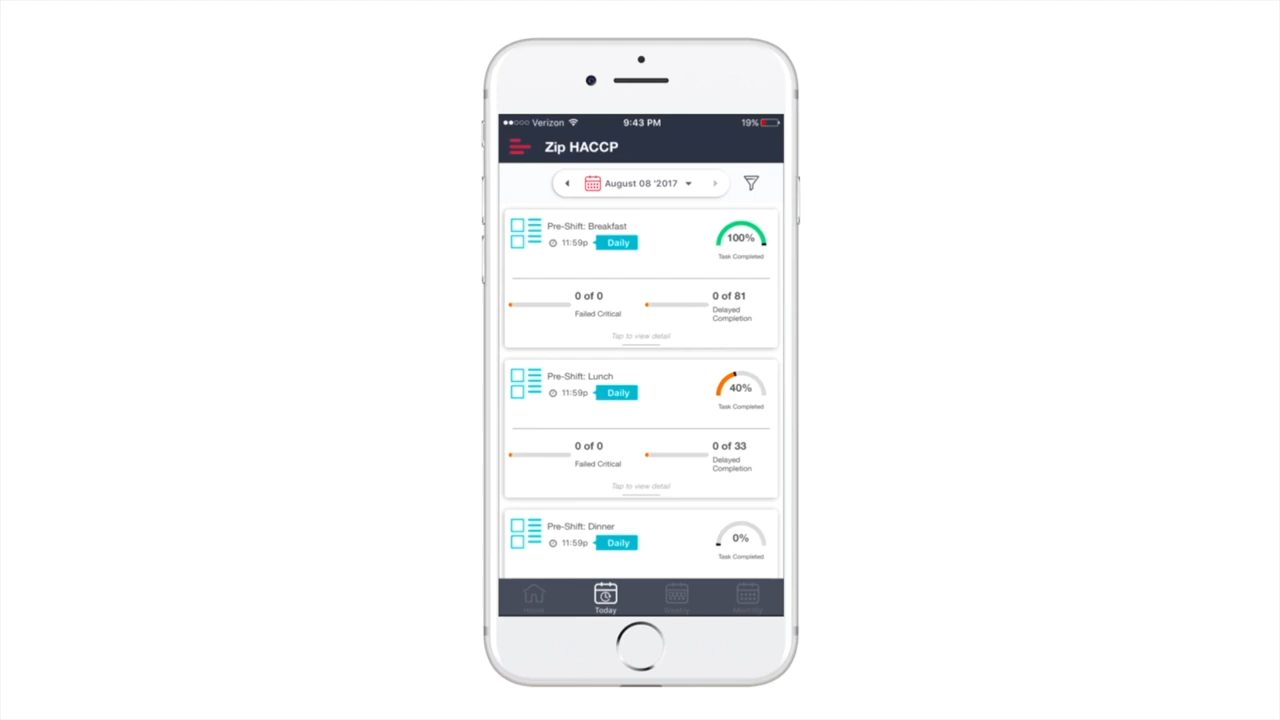 Verizon 9:43 PM 19%
Zip HACCP
August 08 '2017
Pre-Shift: Breakfast
11:59p Daily
100%
Task Completed
0 of 0
Failed Critical
0 of 81
Delayed
Completion
Tap to view detail
Pre-Shift: Lunch
11:59p Daily
40%
Task Completed
0 of 0
Failed Critical
0 of 33
Delayed
Completion
Tap to view detail
Pre-Shift: Dinner
11:59p Daily
0%
Task Completed
Home Today Weekly Monthly